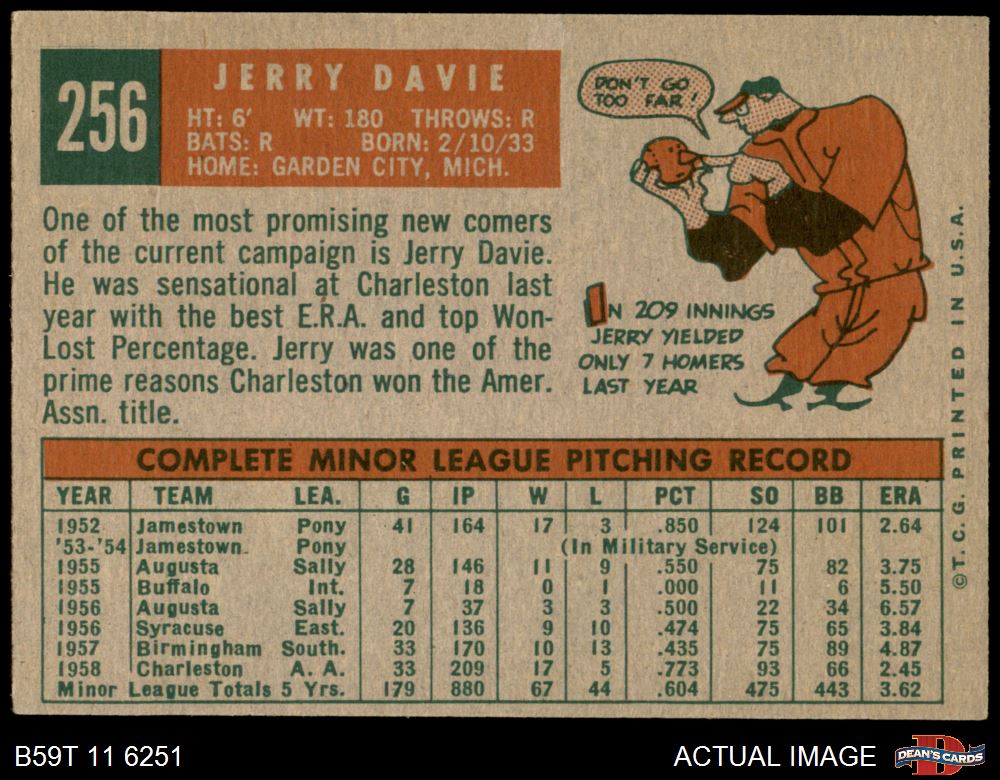 256
JERRY DAVIE
HT: 6' WT: 180 THROWS: R
BATS: R BORN: 2/10/33
HOME: GARDEN CITY, MICH.
DON'T GO
TOO FAR!
One of the most promising new comers
of the current campaign is Jerry Davie.
He was sensational at Charleston last
year with the best E.R.A. and top Won-
Lost Percentage. Jerry was one of the
prime reasons Charleston won the Amer.
Assn. title.
IN 209 INNINGS
JERRY YIELDED
ONLY 7 HOMERS
LAST YEAR
COMPLETE MINOR LEAGUE PITCHING RECORD
YEAR TEAM LEA. G IP W L PCT SO BB ERA
1952 Jamestown Pony 41 164 17 3 .850 124 101 2.64
'53-'54 Jamestown Pony (In Military Service)
1955 Augusta Sally 28 146 11 9 .550 75 82 3.75
1955 Buffalo Int. 7 18 0 1 .000 11 6 5.50
1956 Augusta Sally 7 37 3 3 .500 22 34 6.57
1956 Syracuse East. 20 136 9 10 .474 75 65 3.84
1957 Birmingham South. 33 170 10 13 .435 75 89 4.87
1958 Charleston A. A. 33 209 17 5 .773 93 66 2.45
Minor League Totals 5 Yrs. 179 880 67 44 .604 475 443 3.62
©T. C. G. PRINTED IN U.S.A.
B59T 11 6251
ACTUAL IMAGE
DEAN'S CARDS